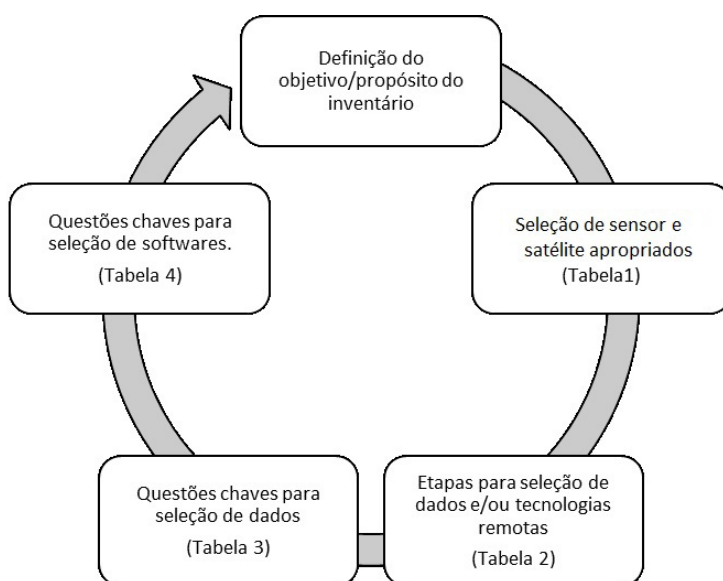 Definição do
objetivo/propósito do
inventário
Seleção de sensor e
satélite apropriados
(Tabela1)
Etapas para seleção de
dados e/ou tecnologias
remotas
(Tabela 2)
Questões chaves para
seleção de dados
(Tabela 3)
Questões chaves para
seleção de softwares.
(Tabela 4)